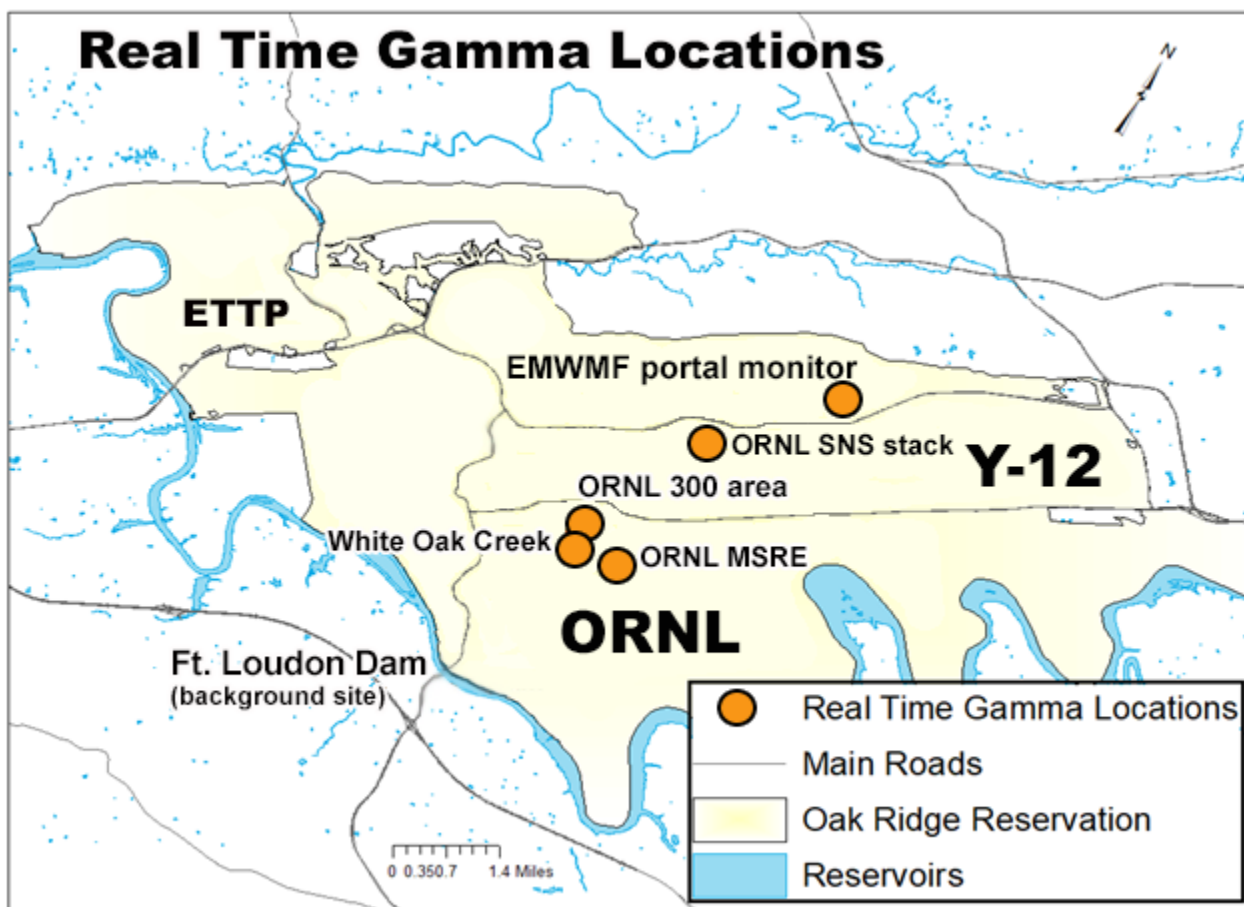 Real Time Gamma Locations
N
ETTP
EMWMF portal monitor
ORNL SNS stack
Y-12
ORNL 300 area
White Oak Creek
ORNL MSRE
ORNL
Ft. Loudon Dam
(background site)
Real Time Gamma Locations
Main Roads
Oak Ridge Reservation
Reservoirs
0 0.350.7 1.4 Miles